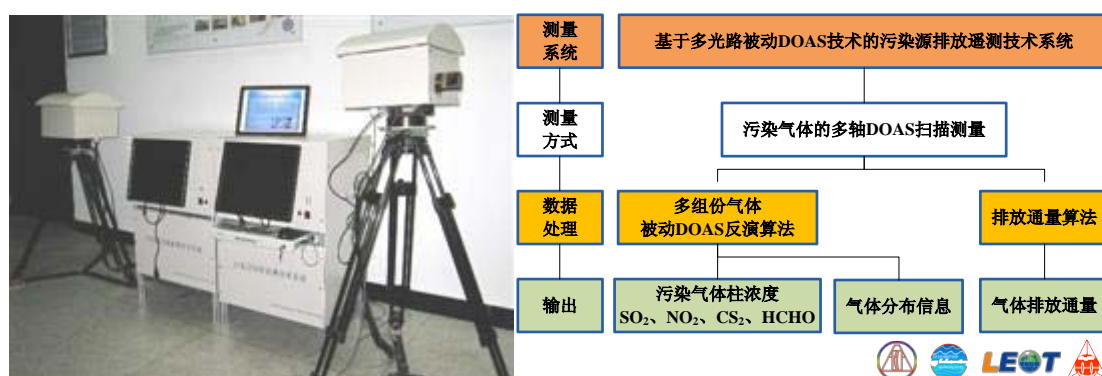 测量
系统
基于多光路被动DOAS技术的污染源排放遥测技术系统
测量
方式
污染气体的多轴DOAS扫描测量
数据
处理
多组份气体
被动DOAS反演算法
排放通量算法
输出
污染气体柱浓度
SO₂、NO₂、CS₂、HCHO
气体分布信息
气体排放通量
LEOT